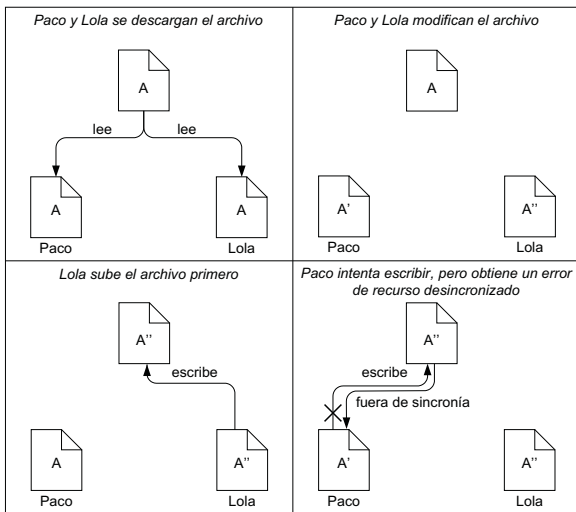 Paco y Lola se descargan el archivo
A
lee
lee
A
A
Paco
Lola
Paco y Lola modifican el archivo
A
A'
A''
Paco
Lola
Lola sube el archivo primero
A''
escribe
A
A''
Paco
Lola
Paco intenta escribir, pero obtiene un error
de recurso desincronizado
A''
escribe
fuera de sincronía
A'
A''
Paco
Lola